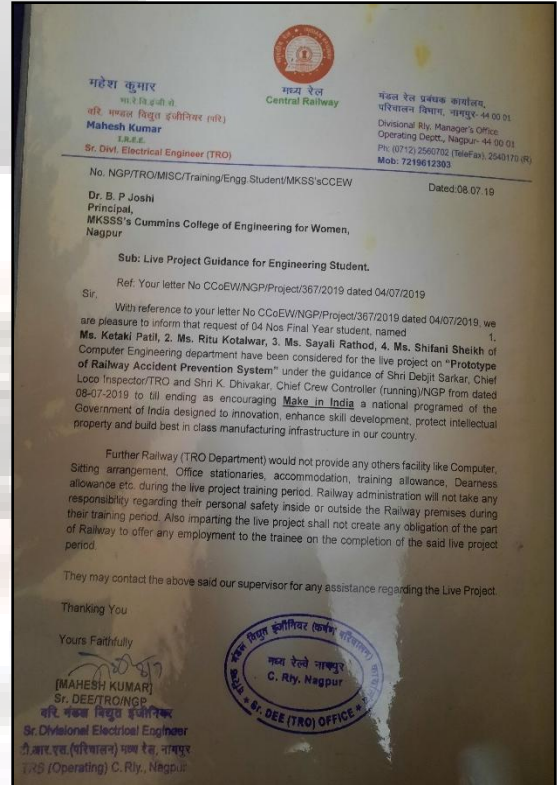 महेश कुमार
भा.रे.वि.इंजी.से.
वरि. मण्डल विद्युत इंजीनियर (परि)
Mahesh Kumar
I.R.E.E.
Sr. Divl. Electrical Engineer (TRO)
मध्य रेल
Central Railway
मंडल रेल प्रबंधक कार्यालय,
परिचालन विभाग, नागपुर- 44 00 01
Divisional Rly. Manager's Office
Operating Deptt., Nagpur- 44 00 01
Ph: (0712) 2560702 (TeleFax), 2540170 (R)
Mob: 7219612303
No. NGP/TRO/MISC/Training/Engg.Student/MKSS'sCCEW
Dated:08.07.19
Dr. B. P Joshi
Principal,
MKSSS's Cummins College of Engineering for Women,
Nagpur
Sub: Live Project Guidance for Engineering Student.
Ref: Your letter No CCoEW/NGP/Project/367/2019 dated 04/07/2019
Sir,
With reference to your letter No CCoEW/NGP/Project/367/2019 dated 04/07/2019, we
are pleasure to inform that request of 04 Nos Final Year student, named 1.
Ms. Ketaki Patil, 2. Ms. Ritu Kotalwar, 3. Ms. Sayali Rathod, 4. Ms. Shifani Sheikh of
Computer Engineering department have been considered for the live project on "Prototype
of Railway Accident Prevention System" under the guidance of Shri Debjit Sarkar, Chief
Loco Inspector/TRO and Shri K. Dhivakar, Chief Crew Controller (running)/NGP from dated
08-07-2019 to till ending as encouraging Make in India a national programed of the
Government of India designed to innovation, enhance skill development, protect intellectual
property and build best in class manufacturing infrastructure in our country.
Further Railway (TRO Department) would not provide any others facility like Computer,
Sitting arrangement, Office stationaries, accommodation, training allowance, Dearness
allowance etc. during the live project training period. Railway administration will not take any
responsibility regarding their personal safety inside or outside the Railway premises during
their training period. Also imparting the live project shall not create any obligation of the part
of Railway to offer any employment to the trainee on the completion of the said live project
period.
They may contact the above said our supervisor for any assistance regarding the Live Project.
Thanking You
Yours Faithfully
[MAHESH KUMAR]
Sr. DEE/TRO/NGP
वरि. मंडल विद्युत इंजीनियर
Sr. Divisional Electrical Engineer
टी.आर.एस.(परिचालन) मध्य रेल, नागपुर
TRS (Operating) C. Rly., Nagpur
वरिष्ठ मंडल विद्युत इंजीनियर (कर्षण परिचालन) कार्यालय
मध्य रेल्वे नागपुर
C. Rly. Nagpur
Sr. DEE (TRO) OFFICE